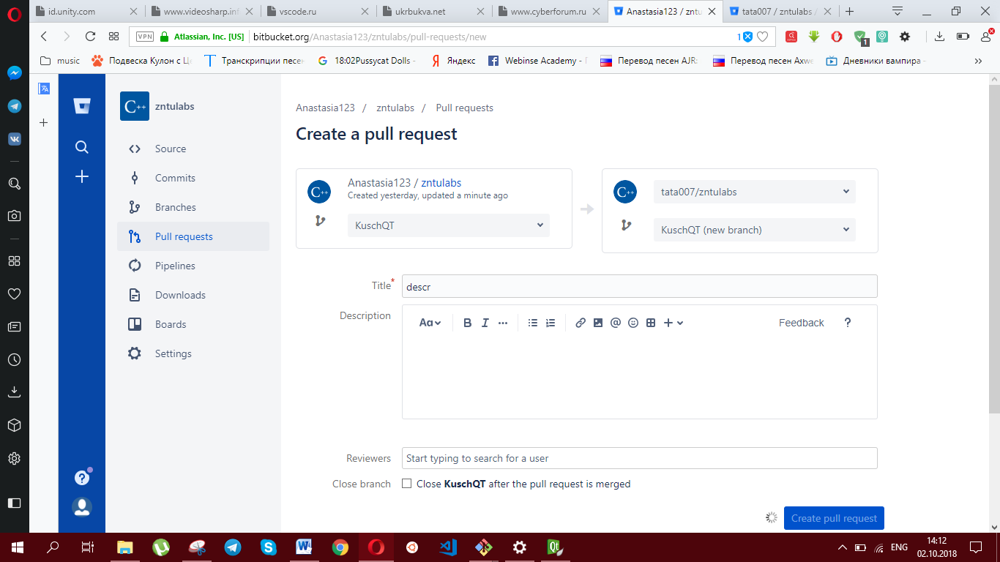 id.unity.com
www.videosharp.inf
vscode.ru
ukrbukva.net
www.cyberforum.ru
Anastasia123 / zntu
tata007 / zntulabs /
VPN
Atlassian, Inc. [US]
bitbucket.org/Anastasia123/zntulabs/pull-requests/new
1
1
music
Подвеска Кулон с Це
Транскрипции песен
18:02Pussycat Dolls -
Яндекс
Webinse Academy - Г
Перевод песен AJR:
Перевод песен Axwe
Дневники вампира -
C++
zntulabs
Source
Commits
Branches
Pull requests
Pipelines
Downloads
Boards
Settings
Anastasia123 / zntulabs / Pull requests
Create a pull request
C++
Anastasia123 / zntulabs
Created yesterday, updated a minute ago
KuschQT
C++
tata007/zntulabs
KuschQT (new branch)
Title*
descr
Description
Aa
B I
Feedback ?
Reviewers
Start typing to search for a user
Close branch
Close KuschQT after the pull request is merged
Create pull request
ENG
14:12
02.10.2018